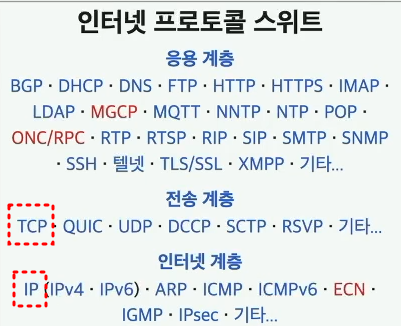 인터넷 프로토콜 스위트
응용 계층
BGP · DHCP · DNS · FTP · HTTP · HTTPS · IMAP ·
LDAP · MGCP · MQTT · NNTP · NTP · POP ·
ONC/RPC · RTP · RTSP · RIP · SIP · SMTP · SNMP
· SSH · 텔넷 · TLS/SSL · XMPP · 기타...
전송 계층
TCP · QUIC · UDP · DCCP · SCTP · RSVP · 기타...
인터넷 계층
IP (IPv4 · IPv6) · ARP · ICMP · ICMPv6 · ECN ·
IGMP · IPsec · 기타...